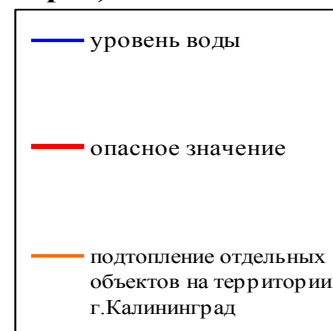 уровень воды
опасное значение
подтопление отдельных
объектов на территории
г.Калининград